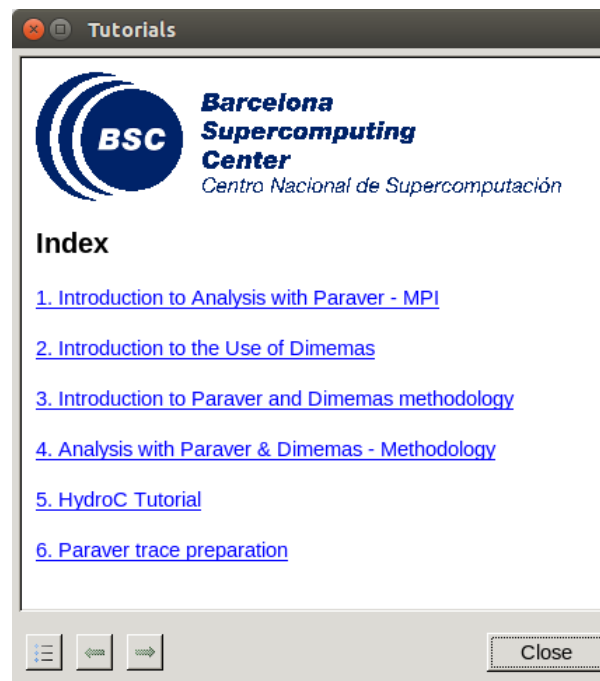 Tutorials
BSC
Barcelona
Supercomputing
Center
Centro Nacional de Supercomputación
Index
1. Introduction to Analysis with Paraver - MPI
2. Introduction to the Use of Dimemas
3. Introduction to Paraver and Dimemas methodology
4. Analysis with Paraver & Dimemas - Methodology
5. HydroC Tutorial
6. Paraver trace preparation
Close